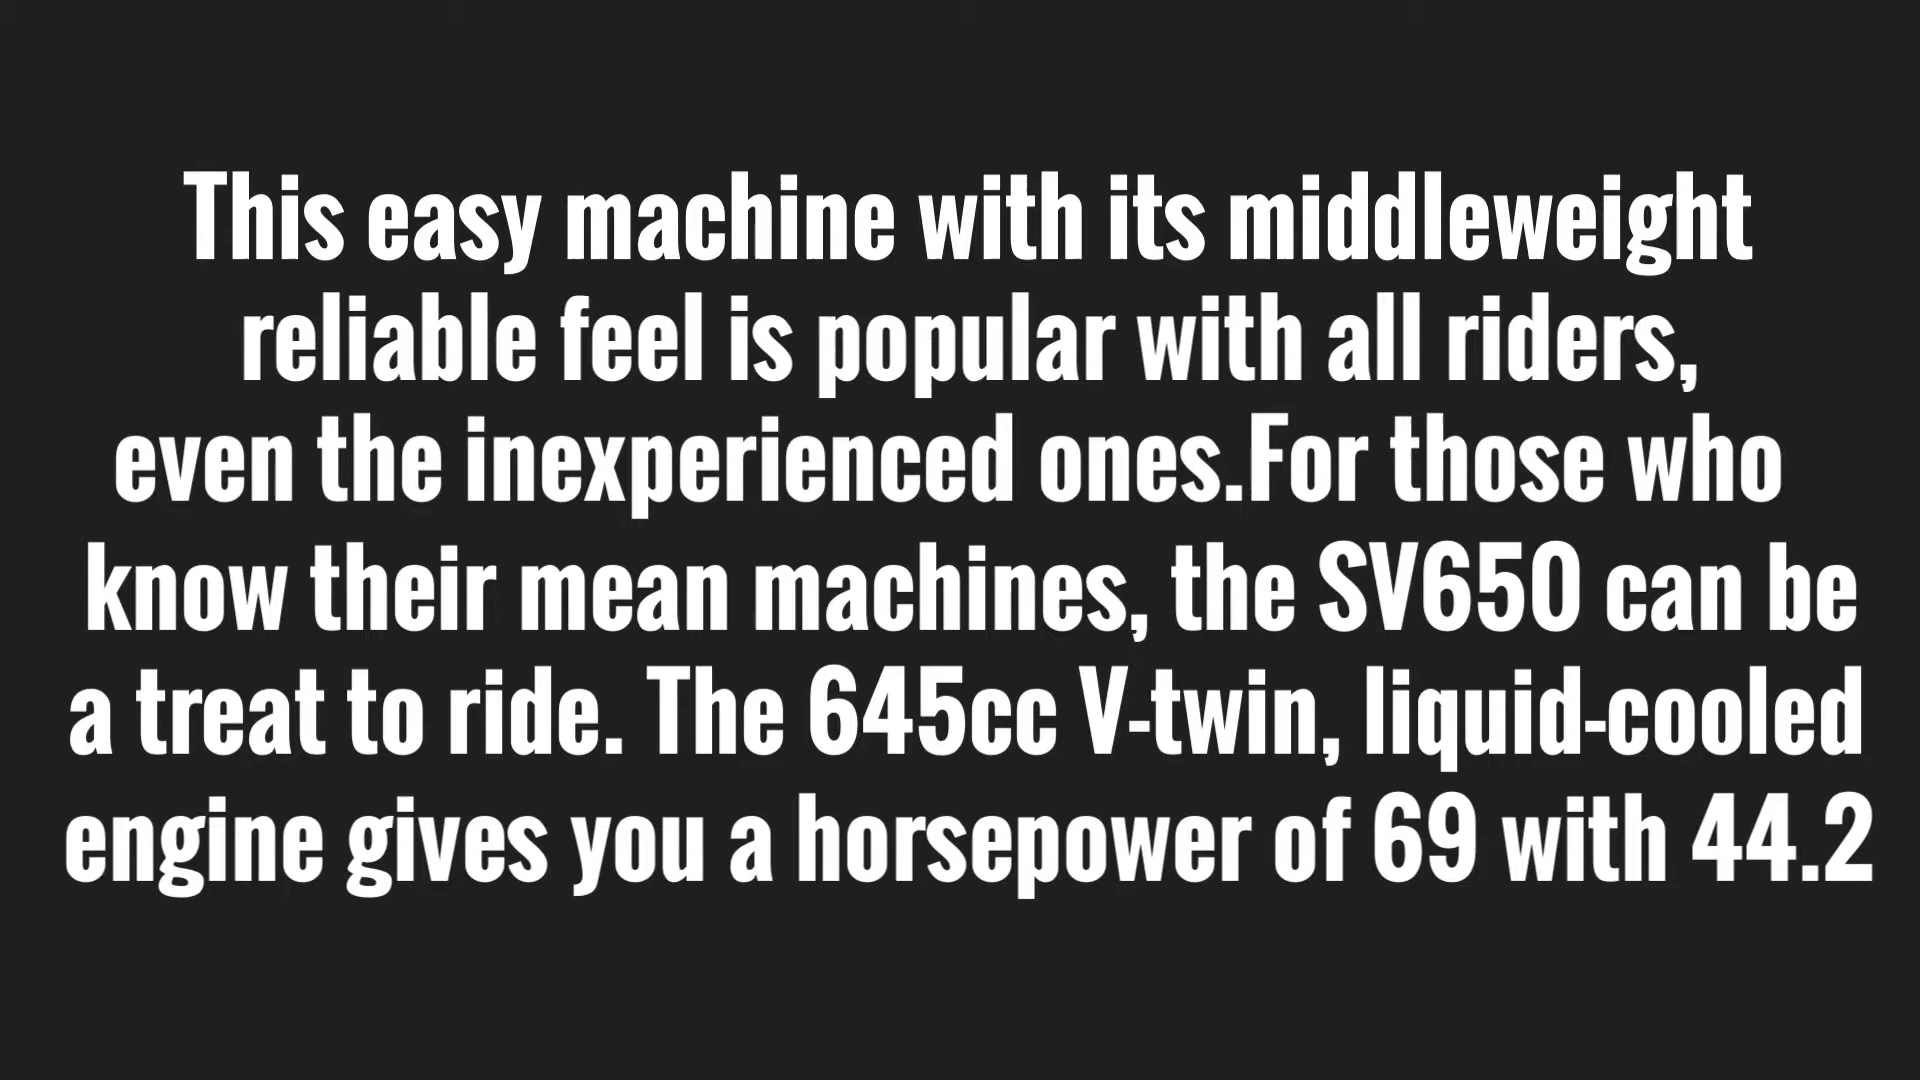 This easy machine with its middleweight
reliable feel is popular with all riders,
even the inexperienced ones.For those who
know their mean machines, the SV650 can be
a treat to ride. The 645cc V-twin, liquid-cooled
engine gives you a horsepower of 69 with 44.2